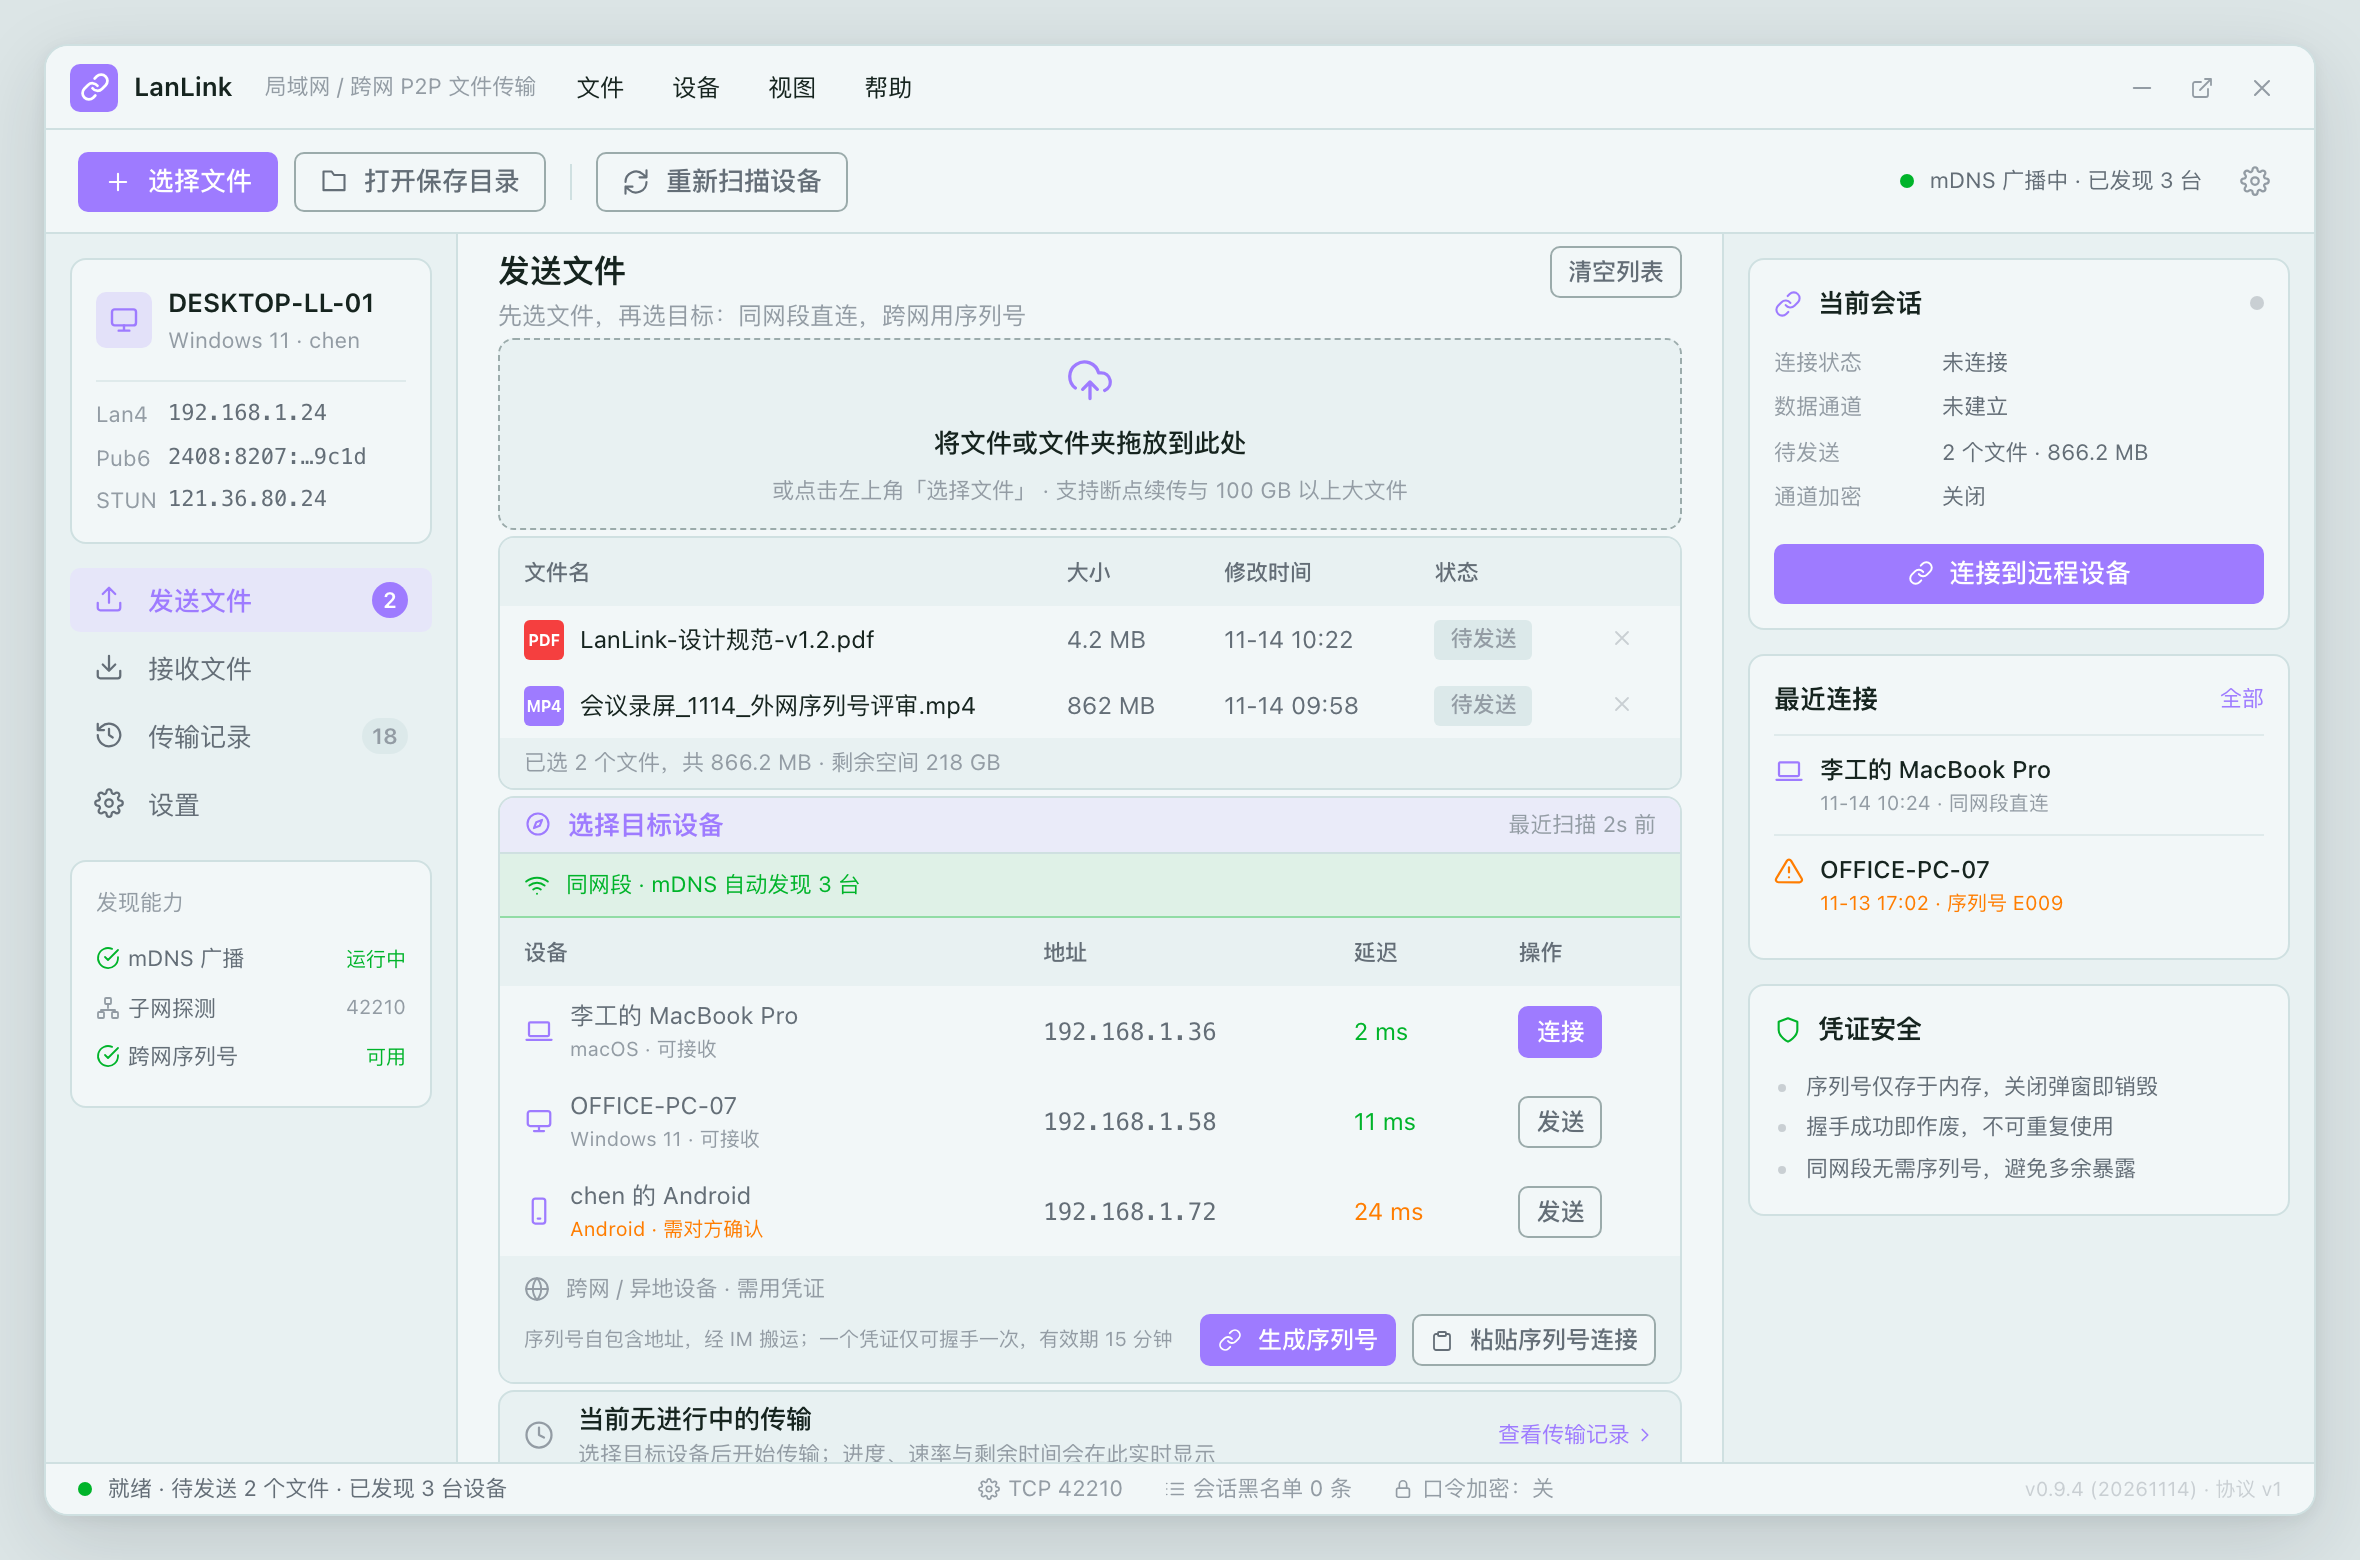 LanLink 局域网 / 跨网 P2P 文件传输 文件 设备 视图 帮助
选择文件 打开保存目录 重新扫描设备 mDNS 广播中 · 已发现 3 台
DESKTOP-LL-01
Windows 11 · chen
Lan4 192.168.1.24
Pub6 2408:8207:…9c1d
STUN 121.36.80.24
发送文件 2
接收文件
传输记录 18
设置
发现能力
mDNS 广播 运行中
子网探测 42210
跨网序列号 可用
发送文件 清空列表
先选文件，再选目标：同网段直连，跨网用序列号
将文件或文件夹拖放到此处
或点击左上角「选择文件」 · 支持断点续传与 100 GB 以上大文件
文件名 大小 修改时间 状态
PDF LanLink-设计规范-v1.2.pdf 4.2 MB 11-14 10:22 待发送
MP4 会议录屏_1114_外网序列号评审.mp4 862 MB 11-14 09:58 待发送
已选 2 个文件，共 866.2 MB · 剩余空间 218 GB
选择目标设备 最近扫描 2s 前
同网段 · mDNS 自动发现 3 台
设备 地址 延迟 操作
李工的 MacBook Pro
macOS · 可接收
192.168.1.36 2 ms 连接
OFFICE-PC-07
Windows 11 · 可接收
192.168.1.58 11 ms 发送
chen 的 Android
Android · 需对方确认
192.168.1.72 24 ms 发送
跨网 / 异地设备 · 需用凭证
序列号自包含地址，经 IM 搬运；一个凭证仅可握手一次，有效期 15 分钟 生成序列号 粘贴序列号连接
当前无进行中的传输
选择目标设备后开始传输；进度、速率与剩余时间会在此实时显示
查看传输记录
当前会话
连接状态 未连接
数据通道 未建立
待发送 2 个文件 · 866.2 MB
通道加密 关闭
连接到远程设备
最近连接 全部
李工的 MacBook Pro
11-14 10:24 · 同网段直连
OFFICE-PC-07
11-13 17:02 · 序列号 E009
凭证安全
序列号仅存于内存，关闭弹窗即销毁
握手成功即作废，不可重复使用
同网段无需序列号，避免多余暴露
就绪 · 待发送 2 个文件 · 已发现 3 台设备 TCP 42210 会话黑名单 0 条 口令加密：关 v0.9.4 (20261114) · 协议 v1